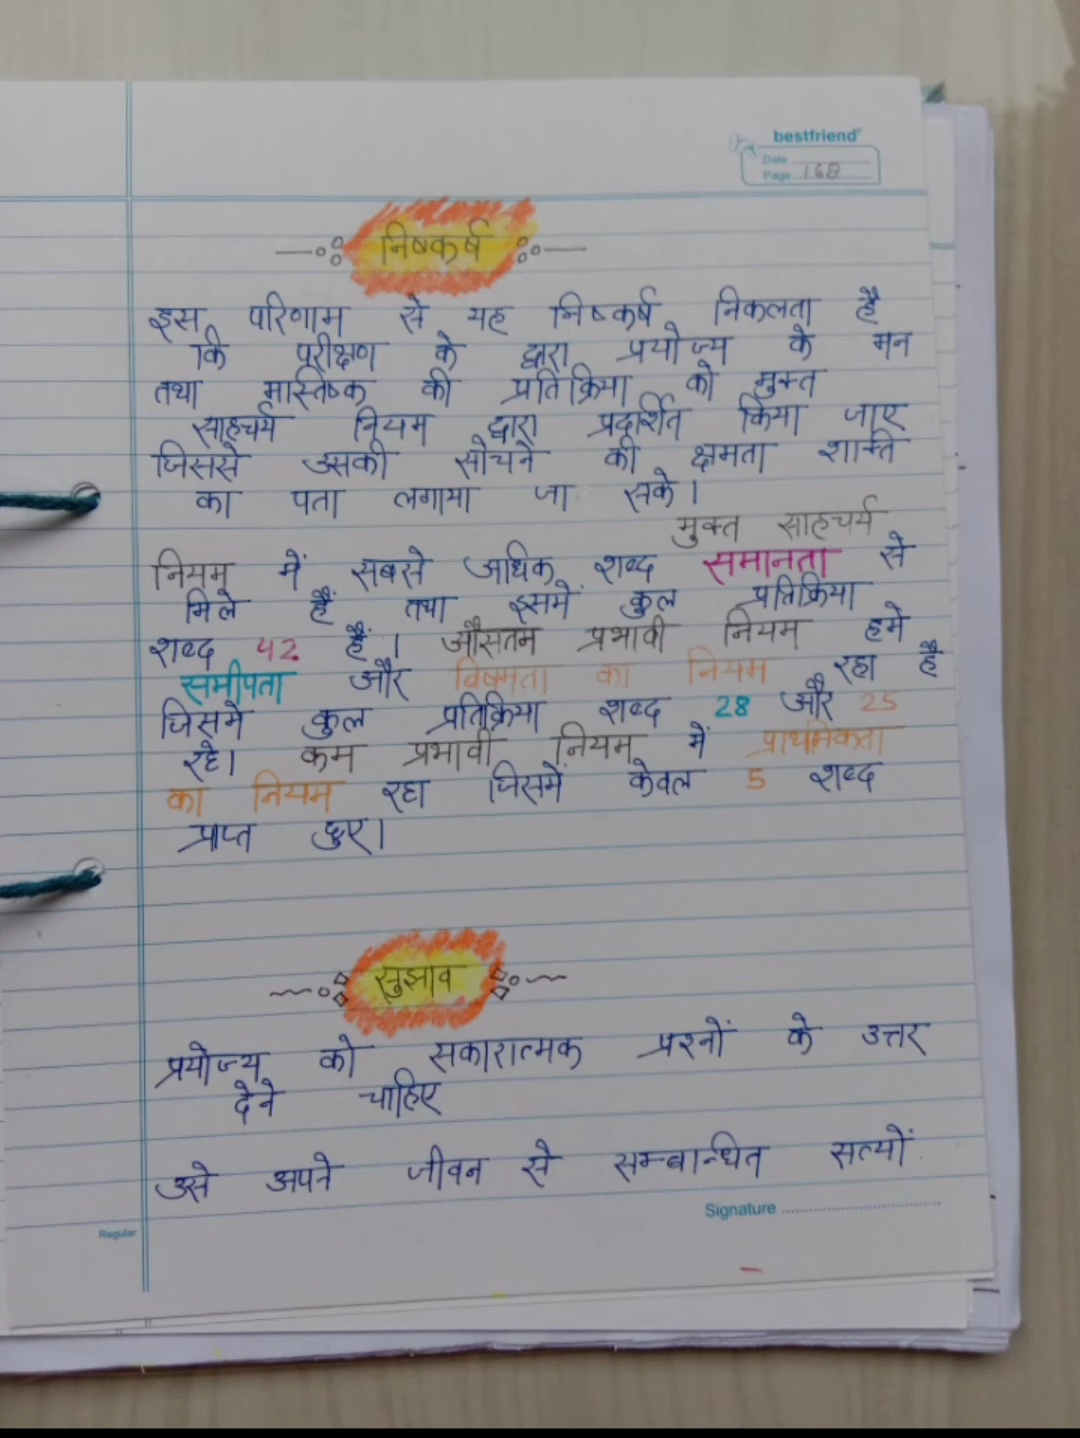 bestfriend
Date
Page 168
निष्कर्ष
इस परिणाम से यह निष्कर्ष निकलता है
कि परीक्षण के द्वारा प्रयोज्य के मन
तथा मास्तिष्क की प्रतिक्रिया को मुक्त
साहचर्य नियम द्वारा प्रदर्शित किया जाए
जिससे उसकी सोचने की क्षमता शाक्ति
का पता लगाया जा सके।
मुक्त साहचर्य
नियम में सबसे अधिक शब्द समानता से
मिले हैं तथा इसमें कुल प्रतिक्रिया
शब्द 42 हैं। औसतन प्रभावी नियम हमे
समीपता और विषमता का नियम रहा है
जिसमे कुल प्रतिक्रिया शब्द 28 और 25
रहे। कम प्रभावी नियम में प्राथमिकता
का नियम रहा जिसमें केवल 5 शब्द
प्राप्त हुए।
सुझाव
प्रयोज्य को सकारात्मक प्रश्नों के उत्तर
देने चाहिए
उसे अपने जीवन से सम्बान्धित सत्यों
Signature
Regular